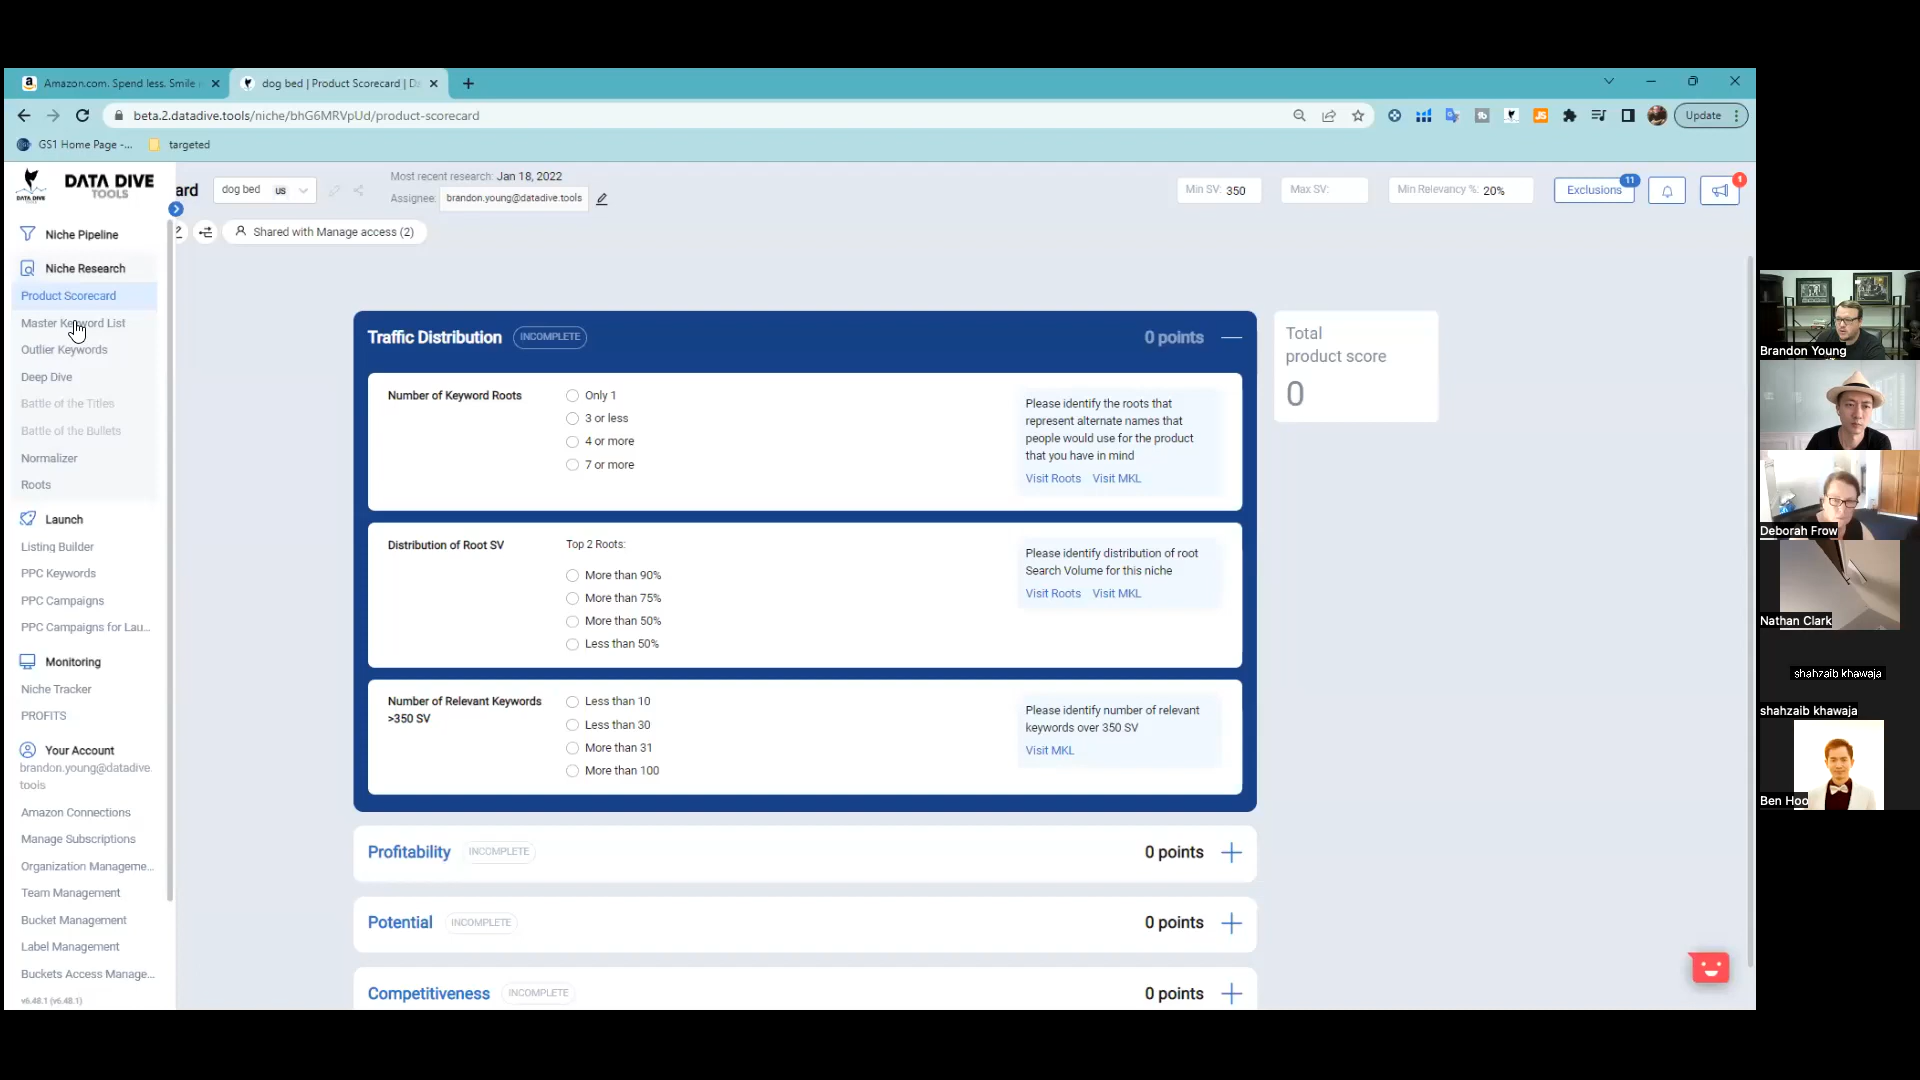 Amazon.com. Spend less. Smile
dog bed | Product Scorecard | D
beta.2.datadive.tools/niche/bhG6MRVpUd/product-scorecard
Update
GS1 Home Page -...
targeted
DATA DIVE
TOOLS
ard
dog bed
US
Most recent research: Jan 18, 2022
Assignee: brandon.young@datadive.tools
Min SV: 350
Max SV:
Min Relevancy %: 20%
Exclusions
11
1
Shared with Manage access (2)
Niche Pipeline
Niche Research
Product Scorecard
Master Keyword List
Outlier Keywords
Deep Dive
Battle of the Titles
Battle of the Bullets
Normalizer
Roots
Launch
Listing Builder
PPC Keywords
PPC Campaigns
PPC Campaigns for Lau...
Monitoring
Niche Tracker
PROFITS
Your Account
brandon.young@datadive.
tools
Amazon Connections
Manage Subscriptions
Organization Manageme...
Team Management
Bucket Management
Label Management
Buckets Access Manage...
v6.48.1 (v6.48.1)
Traffic Distribution
INCOMPLETE
0 points
Number of Keyword Roots
Only 1
3 or less
4 or more
7 or more
Please identify the roots that
represent alternate names that
people would use for the product
that you have in mind
Visit Roots Visit MKL
Distribution of Root SV
Top 2 Roots:
More than 90%
More than 75%
More than 50%
Less than 50%
Please identify distribution of root
Search Volume for this niche
Visit Roots Visit MKL
Number of Relevant Keywords
>350 SV
Less than 10
Less than 30
More than 31
More than 100
Please identify number of relevant
keywords over 350 SV
Visit MKL
Profitability
INCOMPLETE
0 points
Potential
INCOMPLETE
0 points
Competitiveness
INCOMPLETE
0 points
Total
product score
0
Brandon Young
Deborah Frow
Nathan Clark
shahzaib khawaja
shahzaib khawaja
Ben Hoo